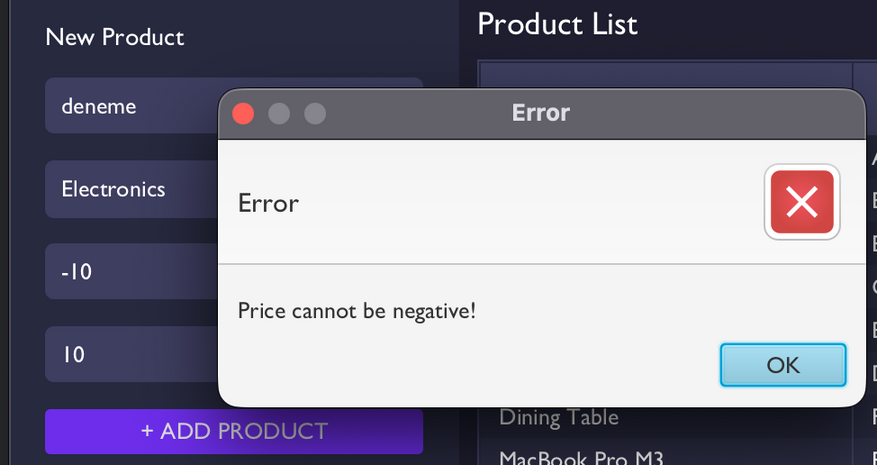 New Product
Product List
deneme
Electronics
-10
10
+ ADD PRODUCT
Error
Error
Price cannot be negative!
OK
Dining Table
MacBook Pro M3